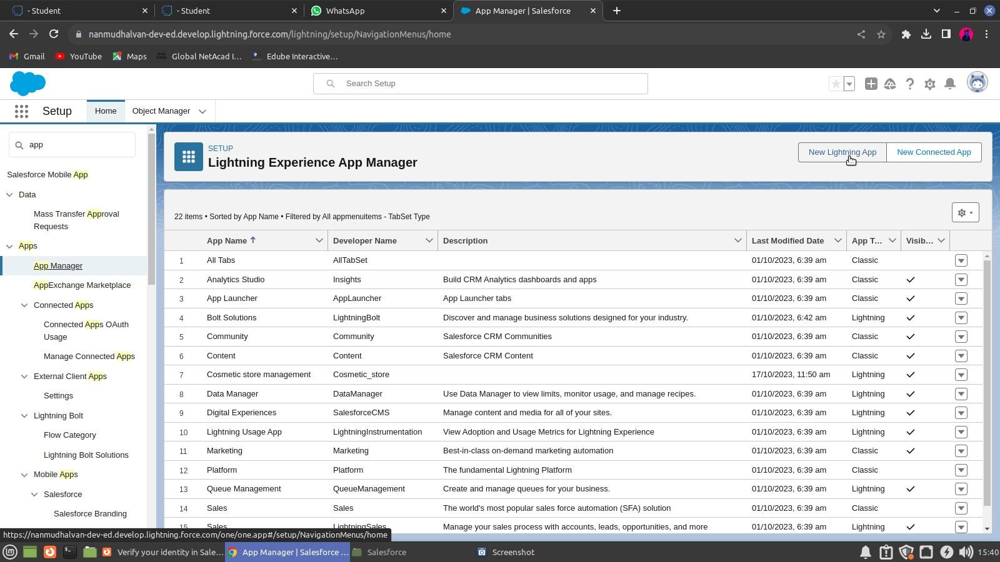 - Student
- Student
WhatsApp
App Manager | Salesforce
nanmudhalvan-dev-ed.develop.lightning.force.com/lightning/setup/NavigationMenus/home
Gmail
YouTube
Maps
Global NetAcad I...
Edube Interactive...
Search Setup
Setup
Home
Object Manager
app
Salesforce Mobile App
Data
Mass Transfer Approval
Requests
Apps
App Manager
AppExchange Marketplace
Connected Apps
Connected Apps OAuth
Usage
Manage Connected Apps
External Client Apps
Settings
Lightning Bolt
Flow Category
Lightning Bolt Solutions
Mobile Apps
Salesforce
Salesforce Branding
SETUP
Lightning Experience App Manager
New Lightning App
New Connected App
22 items • Sorted by App Name • Filtered by All appmenuitems - TabSet Type
App Name Developer Name Description Last Modified Date App T... Visib...
1 All Tabs AllTabSet 01/10/2023, 6:39 am Classic
2 Analytics Studio Insights Build CRM Analytics dashboards and apps 01/10/2023, 6:39 am Classic
3 App Launcher AppLauncher App Launcher tabs 01/10/2023, 6:39 am Classic
4 Bolt Solutions LightningBolt Discover and manage business solutions designed for your industry. 01/10/2023, 6:42 am Lightning
5 Community Community Salesforce CRM Communities 01/10/2023, 6:39 am Classic
6 Content Content Salesforce CRM Content 01/10/2023, 6:39 am Classic
7 Cosmetic store management Cosmetic_store 17/10/2023, 11:50 am Lightning
8 Data Manager DataManager Use Data Manager to view limits, monitor usage, and manage recipes. 01/10/2023, 6:39 am Lightning
9 Digital Experiences SalesforceCMS Manage content and media for all of your sites. 01/10/2023, 6:39 am Lightning
10 Lightning Usage App LightningInstrumentation View Adoption and Usage Metrics for Lightning Experience 01/10/2023, 6:39 am Lightning
11 Marketing Marketing Best-in-class on-demand marketing automation 01/10/2023, 6:39 am Classic
12 Platform Platform The fundamental Lightning Platform 01/10/2023, 6:39 am Classic
13 Queue Management QueueManagement Create and manage queues for your business. 01/10/2023, 6:39 am Lightning
14 Sales Sales The world's most popular sales force automation (SFA) solution 01/10/2023, 6:39 am Classic
15 Sales LightningSales Manage your sales process with accounts, leads, opportunities, and more 01/10/2023, 6:39 am Lightning
https://nanmudhalvan-dev-ed.develop.lightning.force.com/one/one.app#/setup/NavigationMenus/home
Verify your identity in Sale...
App Manager | Salesforce ...
Salesforce
Screenshot
15:40